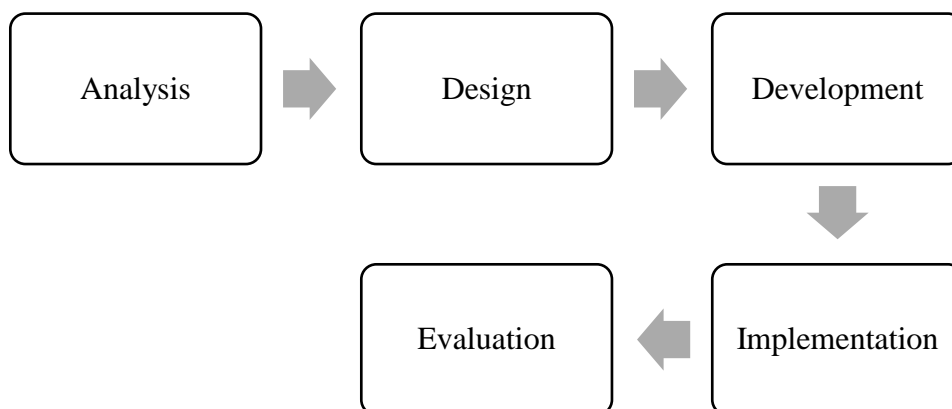 Analysis
Design
Development
Implementation
Evaluation